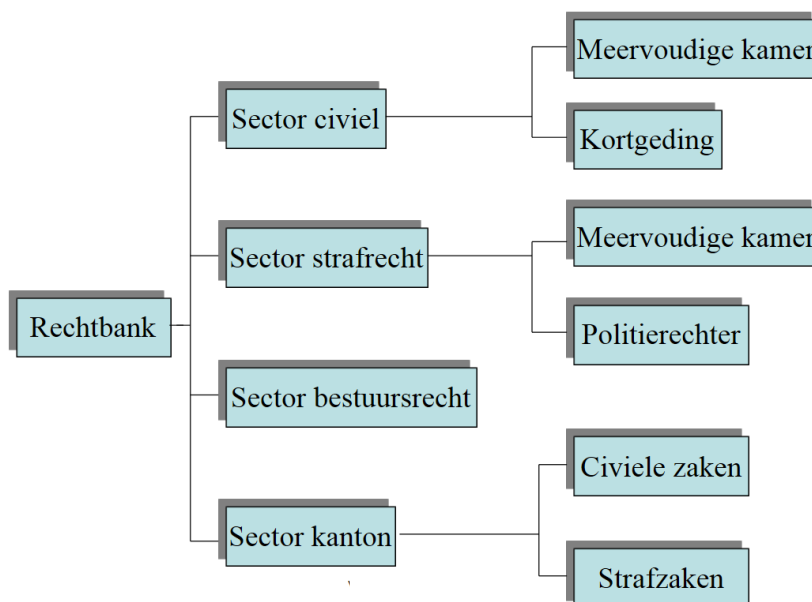 Rechtbank
Sector civiel
Meervoudige kamer
Kortgeding
Sector strafrecht
Meervoudige kamer
Politierechter
Sector bestuursrecht
Sector kanton
Civiele zaken
Strafzaken